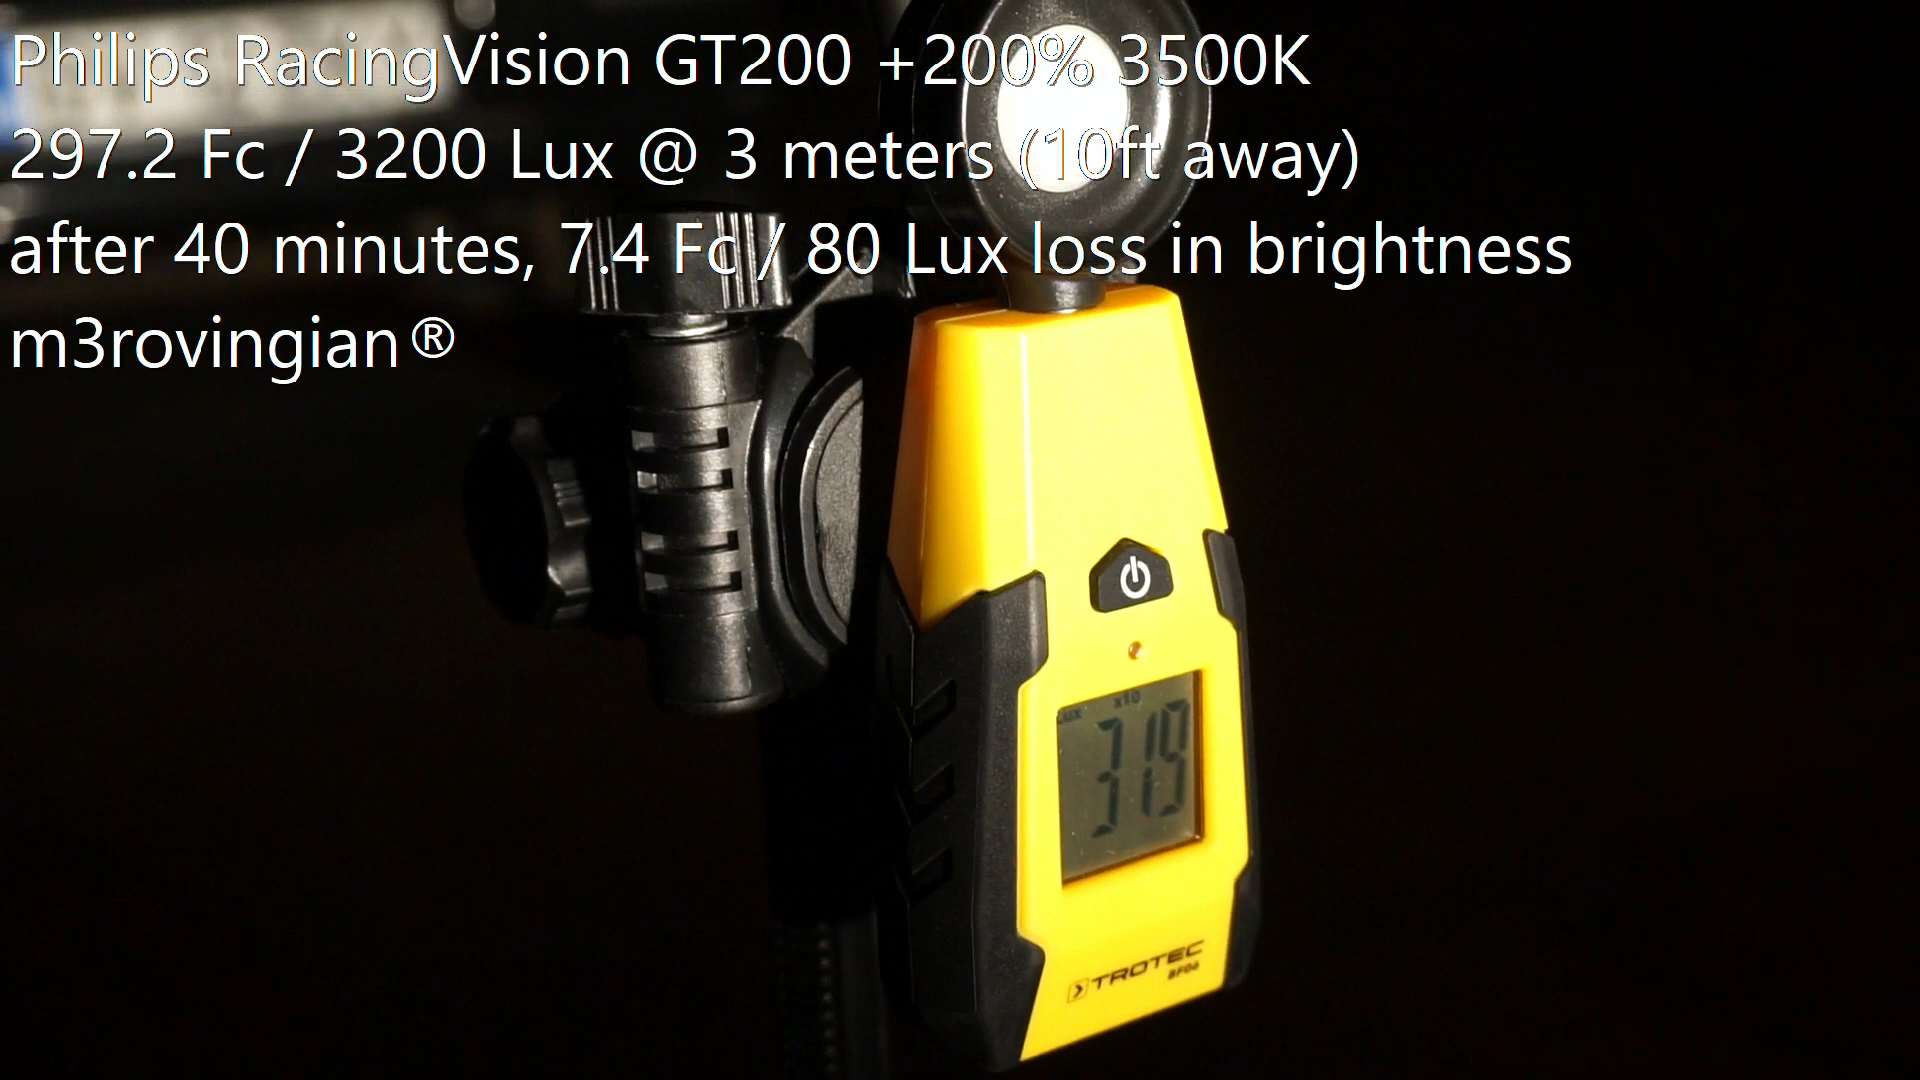 Philips RacingVision GT200 +200% 3500K
297.2 Fc / 3200 Lux @ 3 meters (10ft away)
after 40 minutes, 7.4 Fc / 80 Lux loss in brightness
m3rovingian®
Lux x10
319
TROTEC
BF06